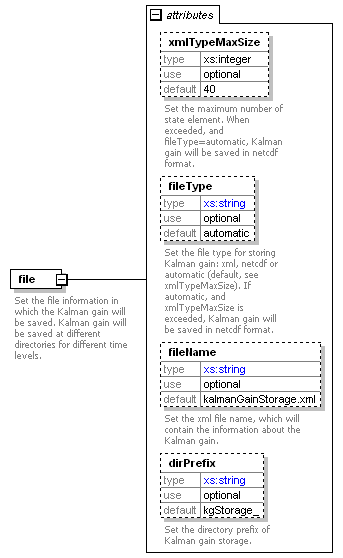 attributes
xmlTypeMaxSize
type xs:integer
use optional
default 40
Set the maximum number of
state element. When
exceeded, and
fileType=automatic, Kalman
gain will be saved in netcdf
format.
fileType
type xs:string
use optional
default automatic
Set the file type for storing
Kalman gain: xml, netcdf or
automatic (default, see
xmlTypeMaxSize). If
automatic, and
xmlTypeMaxSize is
exceeded, Kalman gain will
be saved in netcdf format.
file
Set the file information in
which the Kalman gain will
be saved. Kalman gain will
be saved at different
directories for different time
levels.
fileName
type xs:string
use optional
default kalmanGainStorage.xml
Set the xml file name, which will
contain the information about the
Kalman gain.
dirPrefix
type xs:string
use optional
default kgStorage_
Set the directory prefix of
Kalman gain storage.